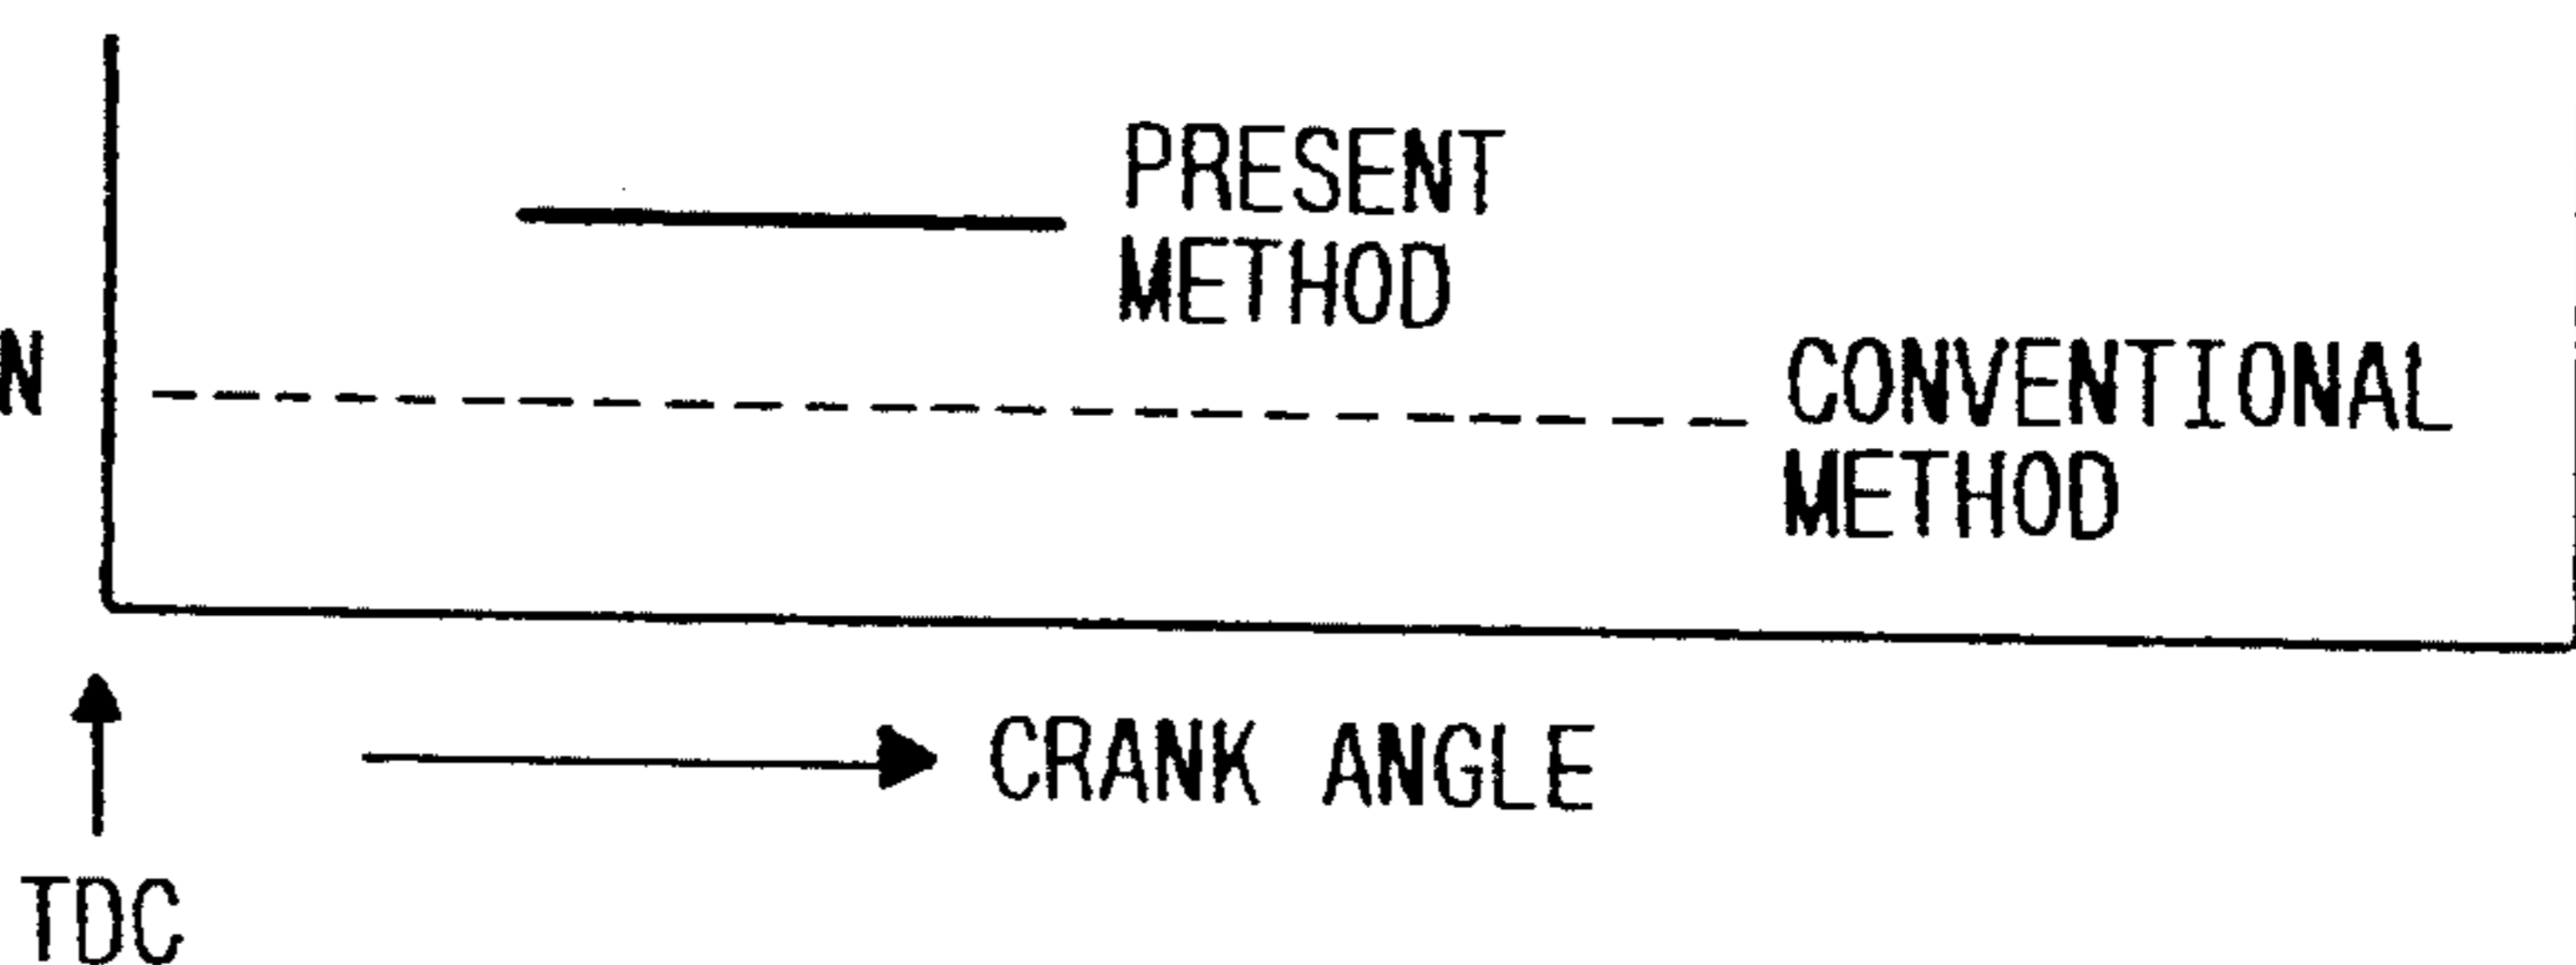 PRESENT
METHOD
N
CONVENTIONAL
METHOD
CRANK ANGLE
TDC